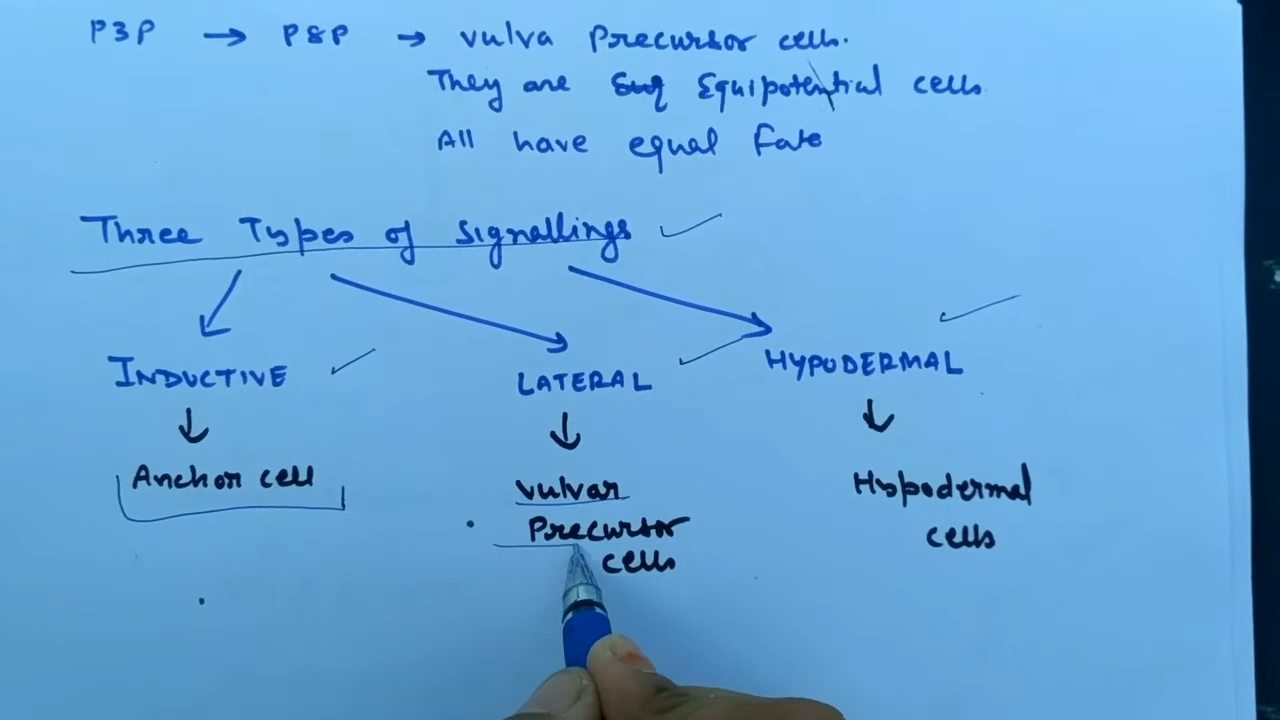 P3P → P8P → vulva Precursor cells.
They are Equipotential cells
All have equal Fate
Three Types of Signallings
INDUCTIVE LATERAL HYPODERMAL
Anchor cell
vulvar
Precursor
cells
Hypodermal
cells